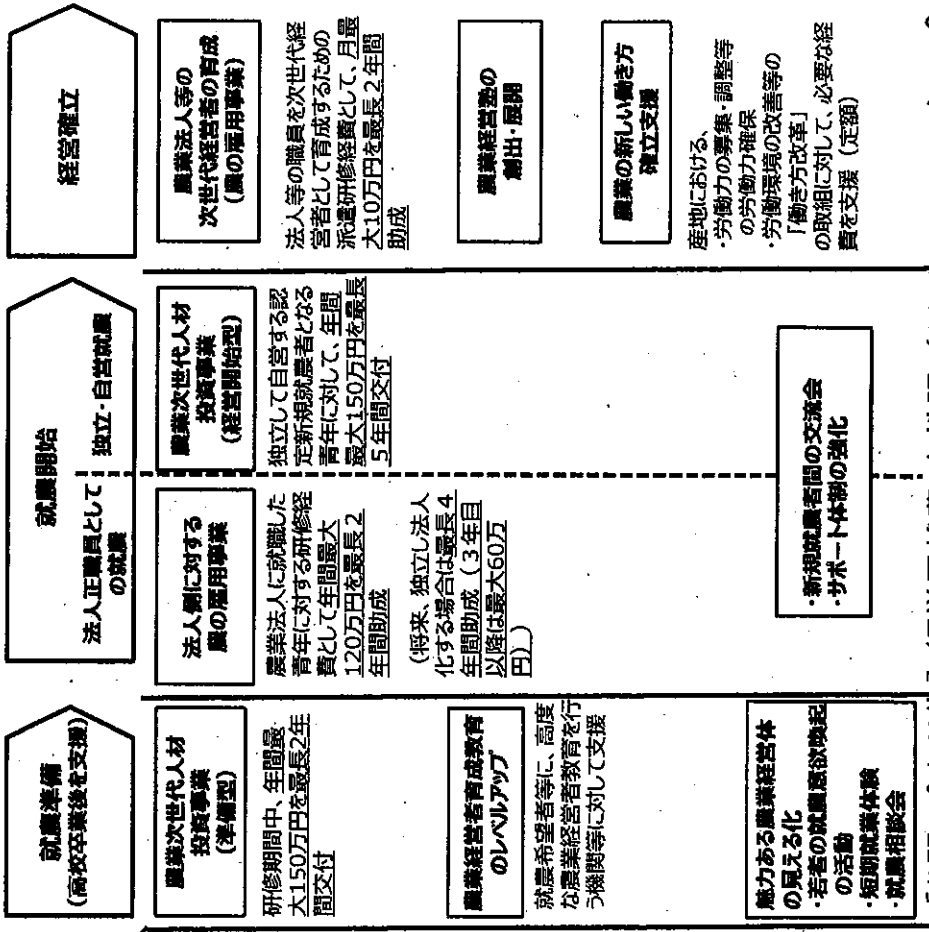 就農準備
(高校卒業後を支援)
農業次世代人材
投資事業
(準備型)
研修期間中、年間最
大150万円を最長2年
間交付
農業経営者育成教育
のレベルアップ
就農希望者等に、高度
な農業経営者教育を行
う機関等に対して支援
魅力ある農業経営体
の見える化
・若者の就農意欲喚起
の活動
・短期就業体験
・就農相談会
就農開始
法人正職員として
の就農
独立・自営就農
法人側に対する
農の雇用事業
農業法人に就職した
青年に対する研修経
費として年間最大
120万円を最長2
年間助成
(将来、独立し法人
化する場合は最長4
年間助成(3年目
以降は最大60万
円))
農業次世代人材
投資事業
(経営開始型)
独立して自営する認
定新規就農者となる
青年に対して、年間
最大150万円を最長
5年間交付
・新規就農者間の交流会
・サポート体制の強化
経営確立
農業法人等の
次世代経営者の育成
(農の雇用事業)
法人等の職員を次世代経
営者として育成するための
派遣研修経費として、月最
大10万円を最長2年間
助成
農業経営塾の
創出・展開
農業の新しい働き方
確立支援
産地における、
・労働力の募集・調整等
の労働力確保
・労働環境の改善等の
「働き方改革」
の取組に対して、必要な経
費を支援(定額)